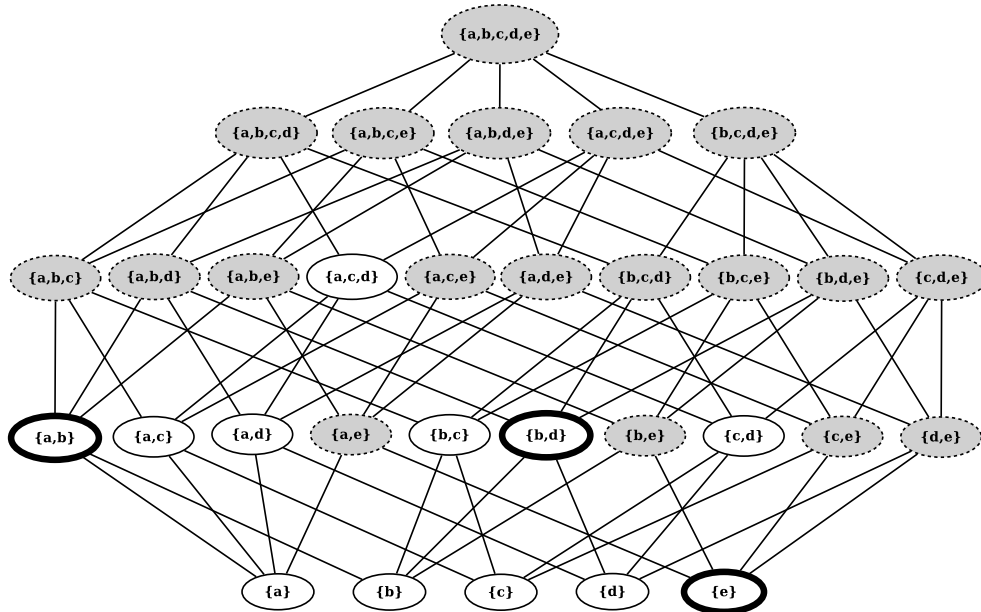 {a,b,c,d,e}
{a,b,c,d} {a,b,c,e} {a,b,d,e} {a,c,d,e} {b,c,d,e}
{a,b,c} {a,b,d} {a,b,e} {a,c,d} {a,c,e} {a,d,e} {b,c,d} {b,c,e} {b,d,e} {c,d,e}
{a,b} {a,c} {a,d} {a,e} {b,c} {b,d} {b,e} {c,d} {c,e} {d,e}
{a} {b} {c} {d} {e}